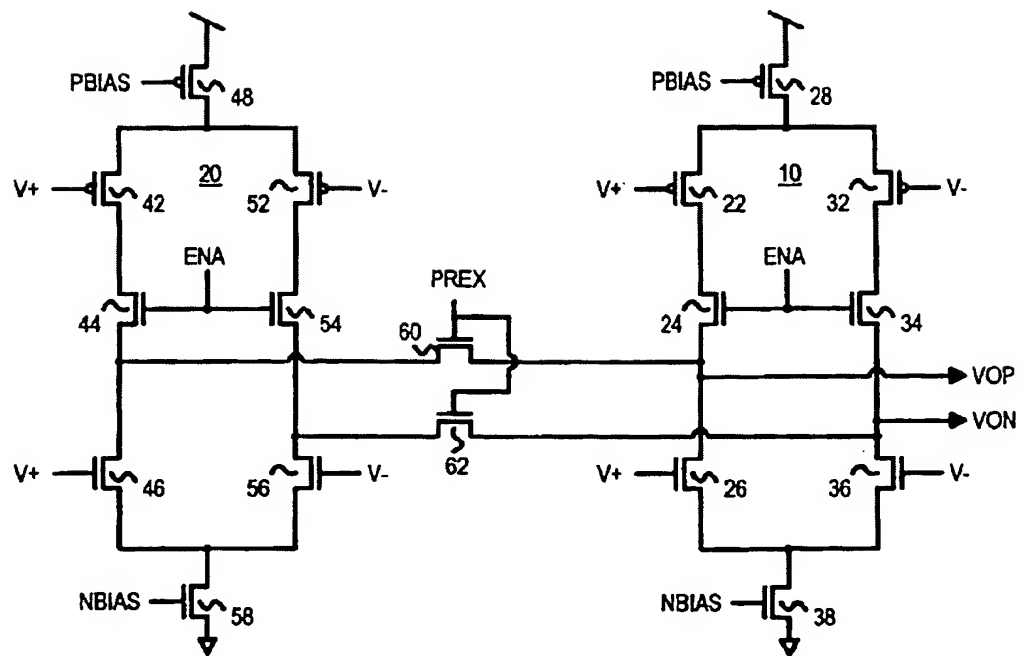 PBIAS
48
PBIAS
28
V+
42
20
52
V-
V+
22
10
32
V-
ENA
ENA
44
54
PREX
24
34
60
VOP
VON
62
V+
46
56
V-
V+
26
36
V-
NBIAS
58
NBIAS
38